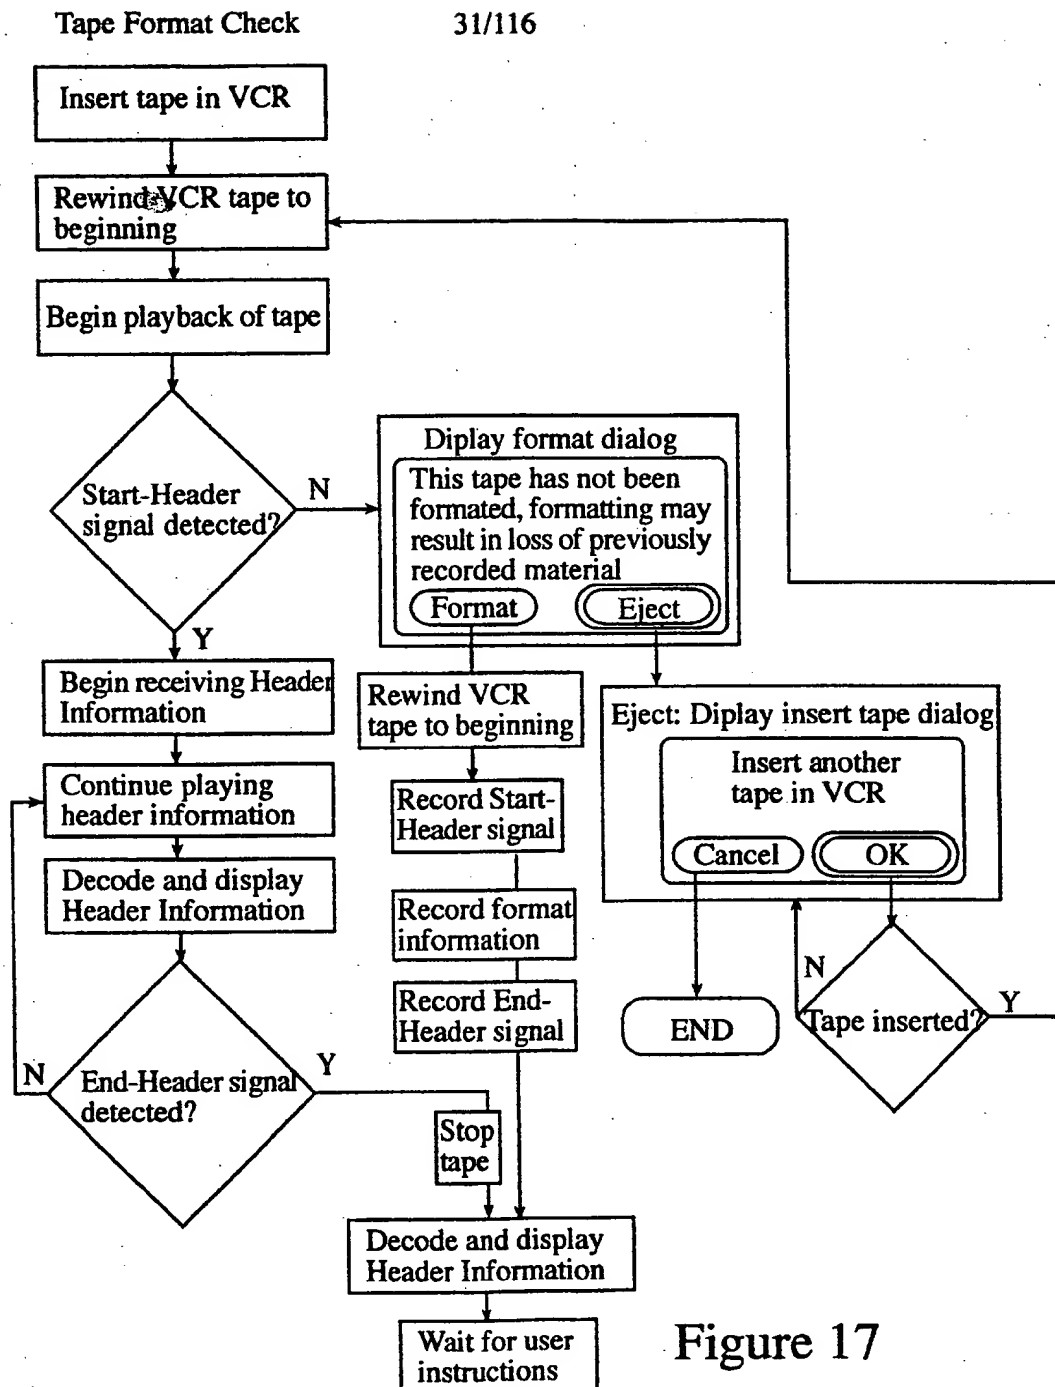 Tape Format Check
31/116
Insert tape in VCR
Rewind VCR tape to
beginning
Begin playback of tape
Start-Header
signal detected?
N
Y
Diplay format dialog
This tape has not been
formated, formatting may
result in loss of previously
recorded material
Format
Eject
Begin receiving Header
Information
Continue playing
header information
Decode and display
Header Information
End-Header signal
detected?
N
Y
Rewind VCR
tape to beginning
Record Start-
Header signal
Record format
information
Record End-
Header signal
Stop
tape
Eject: Diplay insert tape dialog
Insert another
tape in VCR
Cancel
OK
END
N
Tape inserted?
Y
Decode and display
Header Information
Wait for user
instructions
Figure 17